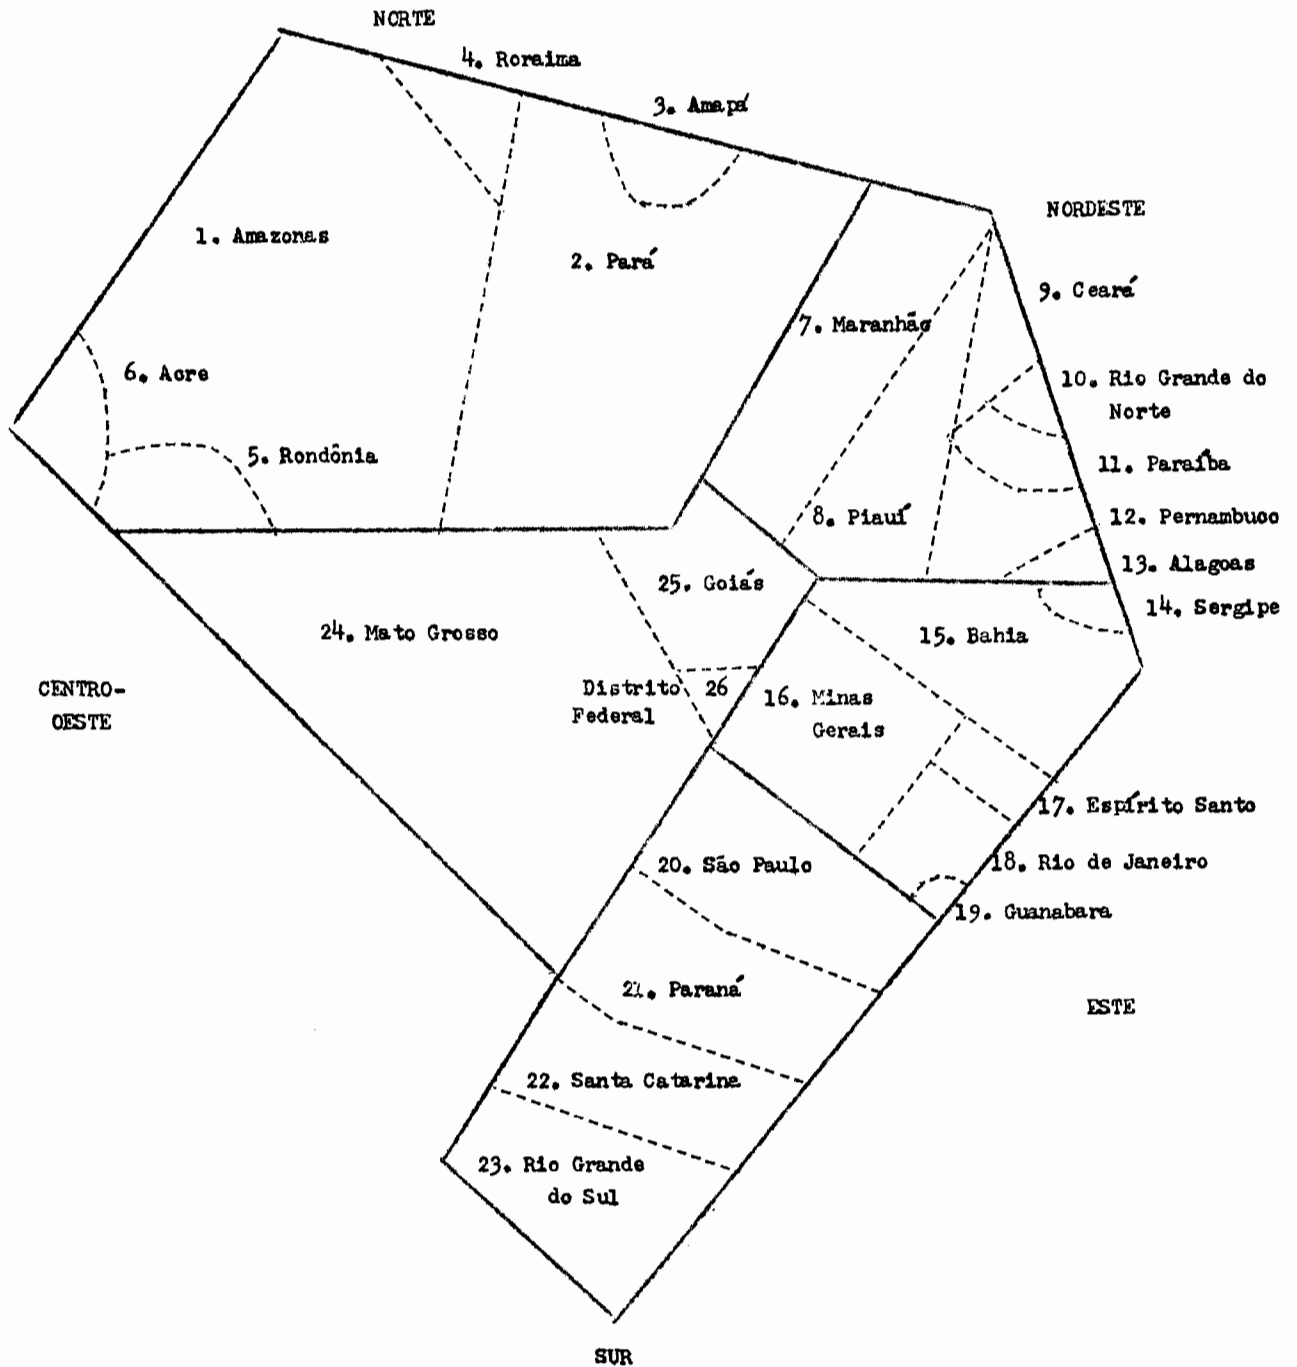 NORTE
4. Roraima
3. Amapá
NORDESTE
1. Amazonas
2. Pará
9. Ceará
7. Maranhão
6. Acre
10. Rio Grande do
Norte
5. Rondônia
11. Paraíba
8. Piauí
12. Pernambuco
13. Alagoas
25. Goiás
14. Sergipe
24. Mato Grosso
15. Bahia
CENTRO-
OESTE
Distrito
Federal
26
16. Minas
Gerais
17. Espírito Santo
20. São Paulo
18. Rio de Janeiro
19. Guanabara
21. Paraná
ESTE
22. Santa Catarina
23. Rio Grande
do Sul
SUR